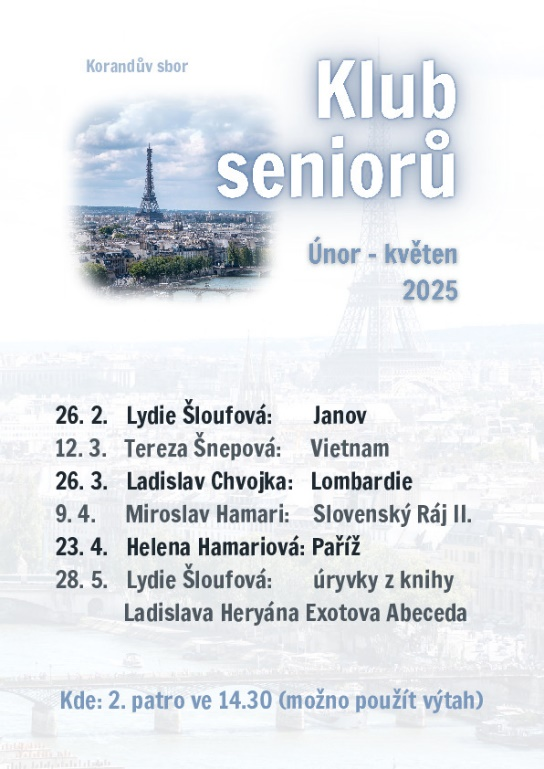 Korandův sbor
Klub
seniorů
Únor - květen
2025
26. 2. Lydie Šloufová: Janov
12. 3. Tereza Šnepová: Vietnam
26. 3. Ladislav Chvojka: Lombardie
9. 4. Miroslav Hamari: Slovenský Ráj II.
23. 4. Helena Hamariová: Paříž
28. 5. Lydie Šloufová: úryvky z knihy
Ladislava Heryána Exotova Abeceda
Kde: 2. patro ve 14.30 (možno použít výtah)